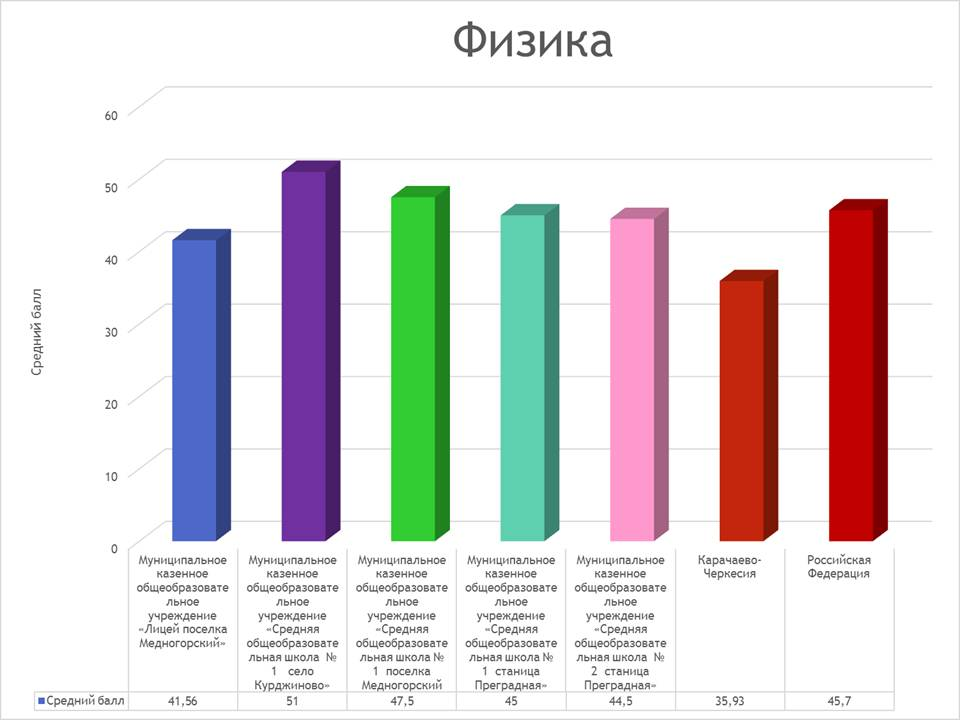 Физика
Средний балл
60
50
40
30
20
10
0
Муниципальное
казенное
общеобразовате
льное
учреждение
«Лицей поселка
Медногорский»
Муниципальное
казенное
общеобразовате
льное
учреждение
«Средняя
общеобразовате
льная школа №
1 село
Курджиново»
Муниципальное
казенное
общеобразовате
льное
учреждение
«Средняя
общеобразовате
льная школа №
1 поселка
Медногорский
Муниципальное
казенное
общеобразовате
льное
учреждение
«Средняя
общеобразовате
льная школа №
1 станица
Преградная»
Муниципальное
казенное
общеобразовате
льное
учреждение
«Средняя
общеобразовате
льная школа №
2 станица
Преградная»
Карачаево-
Черкесия
Российская
Федерация
Средний балл 41,56 51 47,5 45 44,5 35,93 45,7